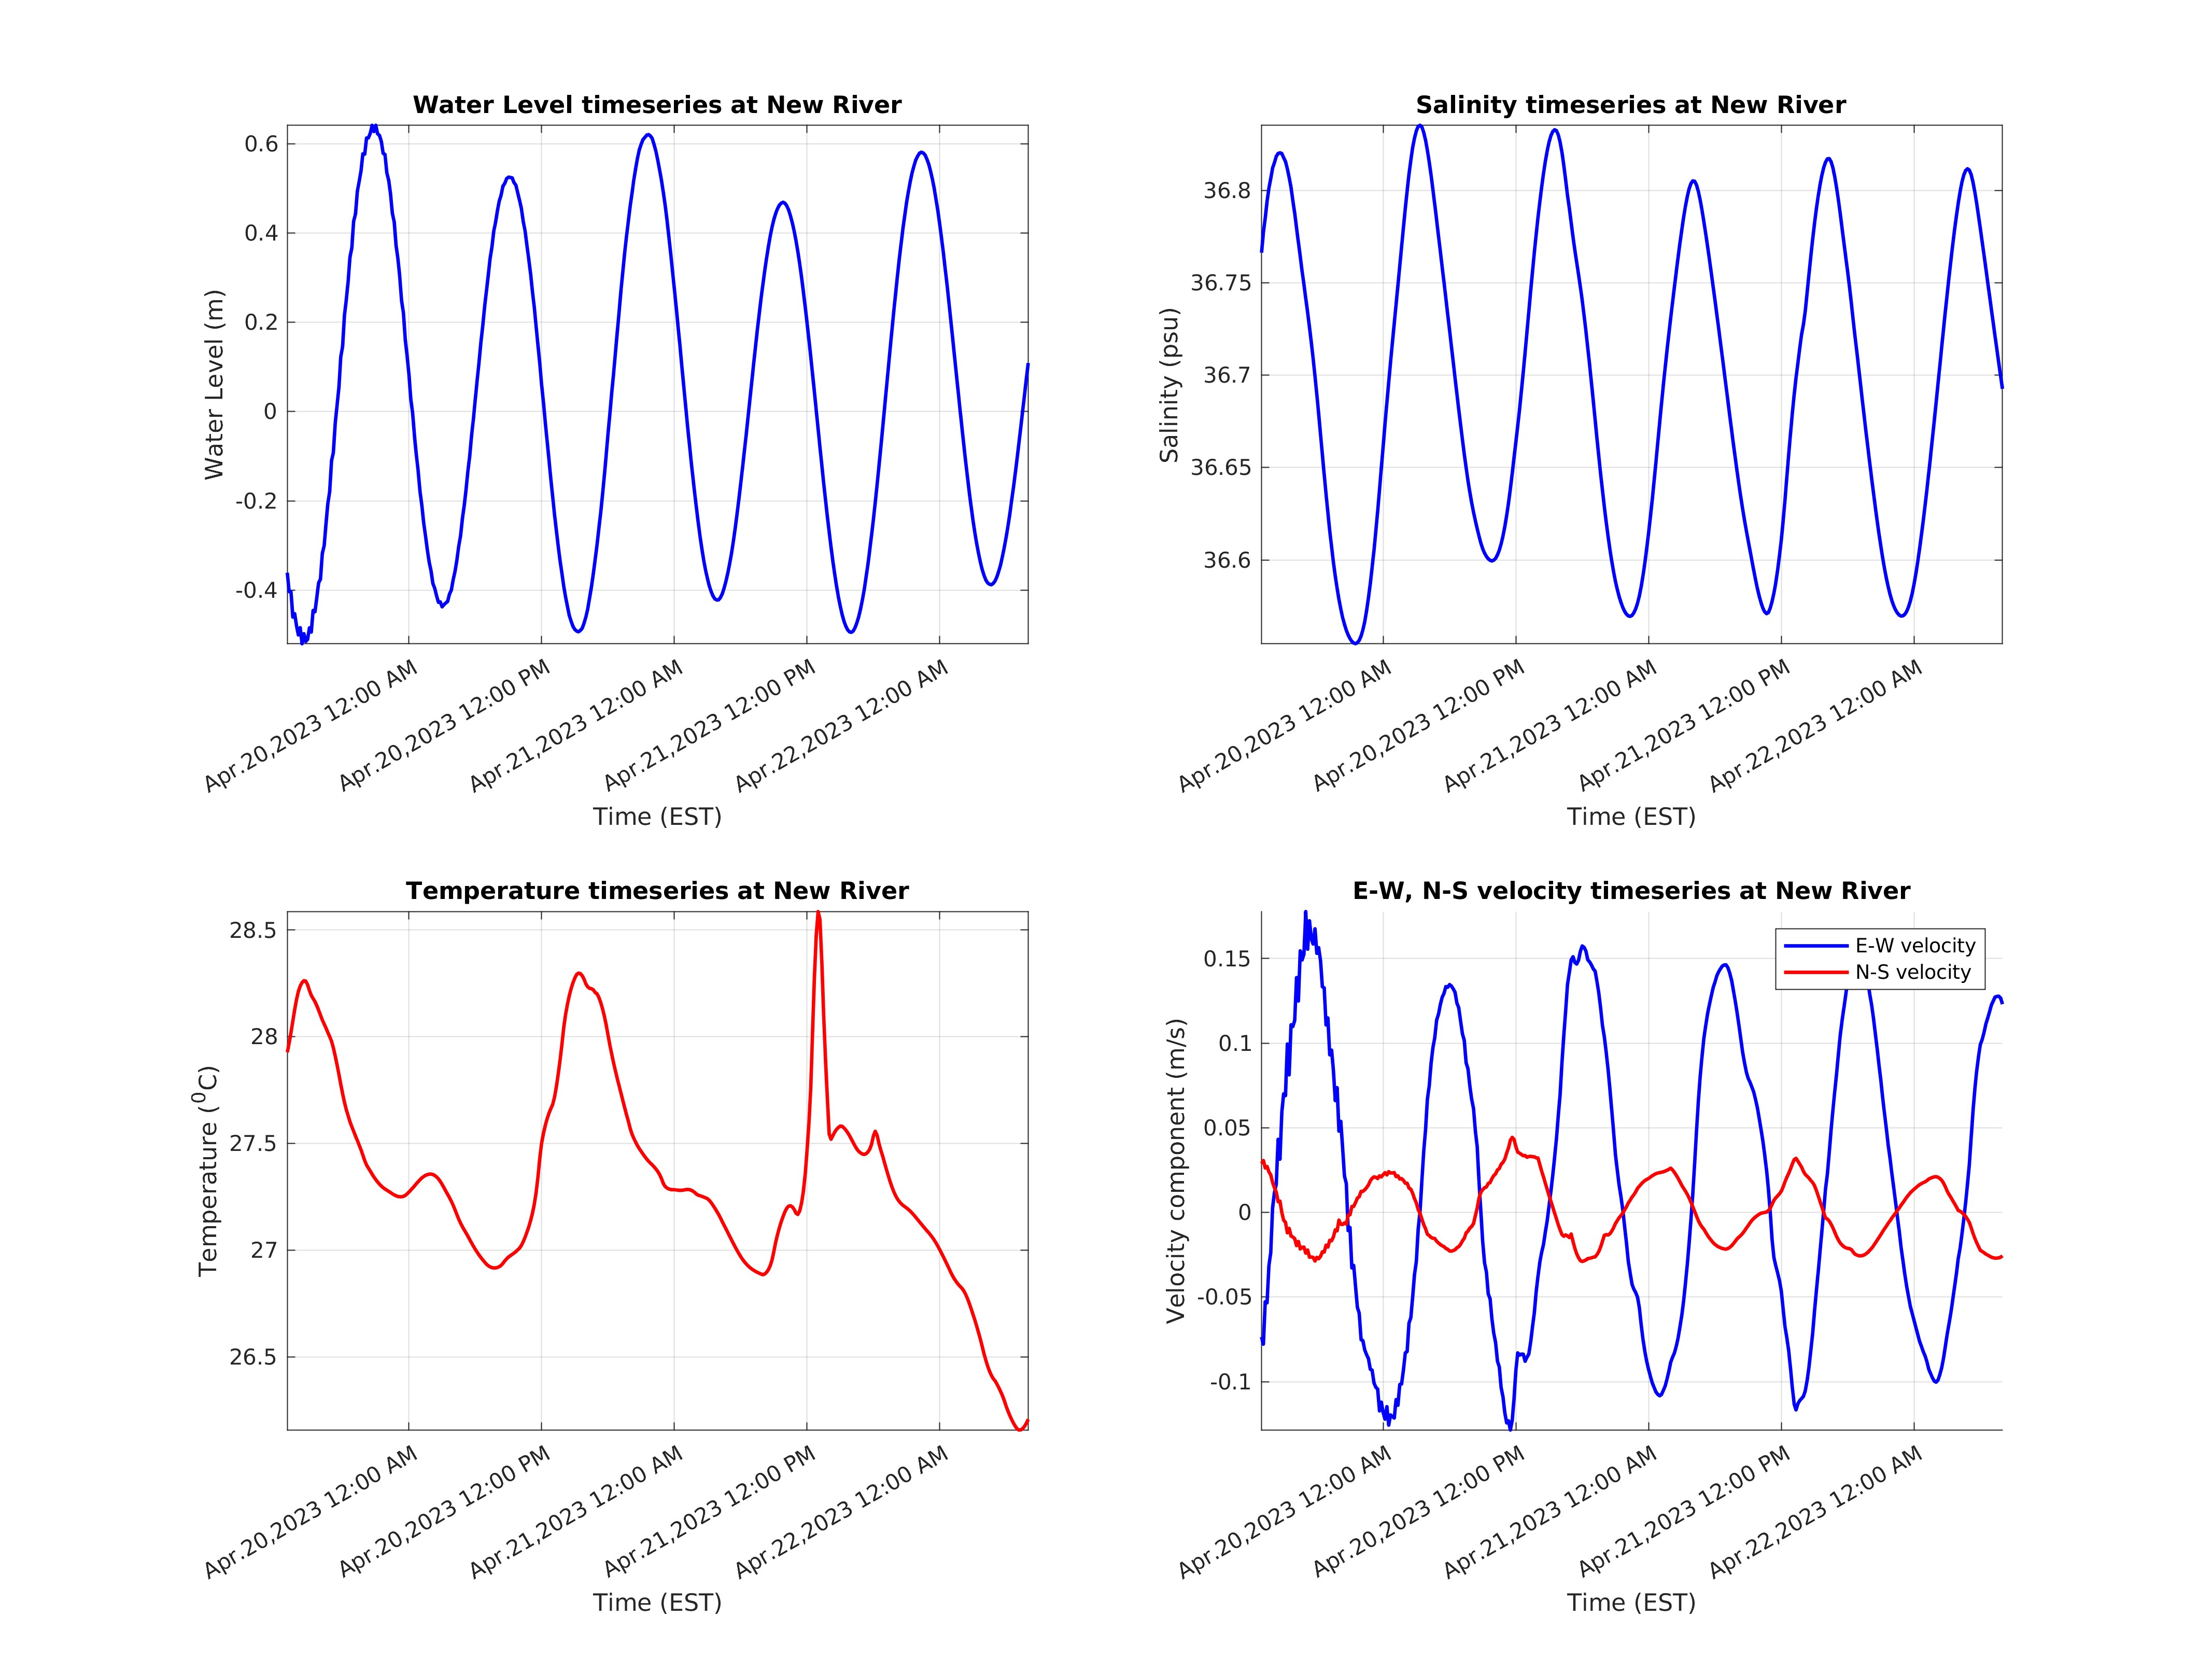 Water Level timeseries at New River
Water Level (m)
0.6
0.4
0.2
0
-0.2
-0.4
Apr.20,2023 12:00 AM
Apr.20,2023 12:00 PM
Apr.21,2023 12:00 AM
Apr.21,2023 12:00 PM
Apr.22,2023 12:00 AM
Time (EST)
Salinity timeseries at New River
Salinity (psu)
36.8
36.75
36.7
36.65
36.6
Apr.20,2023 12:00 AM
Apr.20,2023 12:00 PM
Apr.21,2023 12:00 AM
Apr.21,2023 12:00 PM
Apr.22,2023 12:00 AM
Time (EST)
Temperature timeseries at New River
Temperature (⁰C)
28.5
28
27.5
27
26.5
Apr.20,2023 12:00 AM
Apr.20,2023 12:00 PM
Apr.21,2023 12:00 AM
Apr.21,2023 12:00 PM
Apr.22,2023 12:00 AM
Time (EST)
E-W, N-S velocity timeseries at New River
Velocity component (m/s)
0.15
0.1
0.05
0
-0.05
-0.1
E-W velocity
N-S velocity
Apr.20,2023 12:00 AM
Apr.20,2023 12:00 PM
Apr.21,2023 12:00 AM
Apr.21,2023 12:00 PM
Apr.22,2023 12:00 AM
Time (EST)